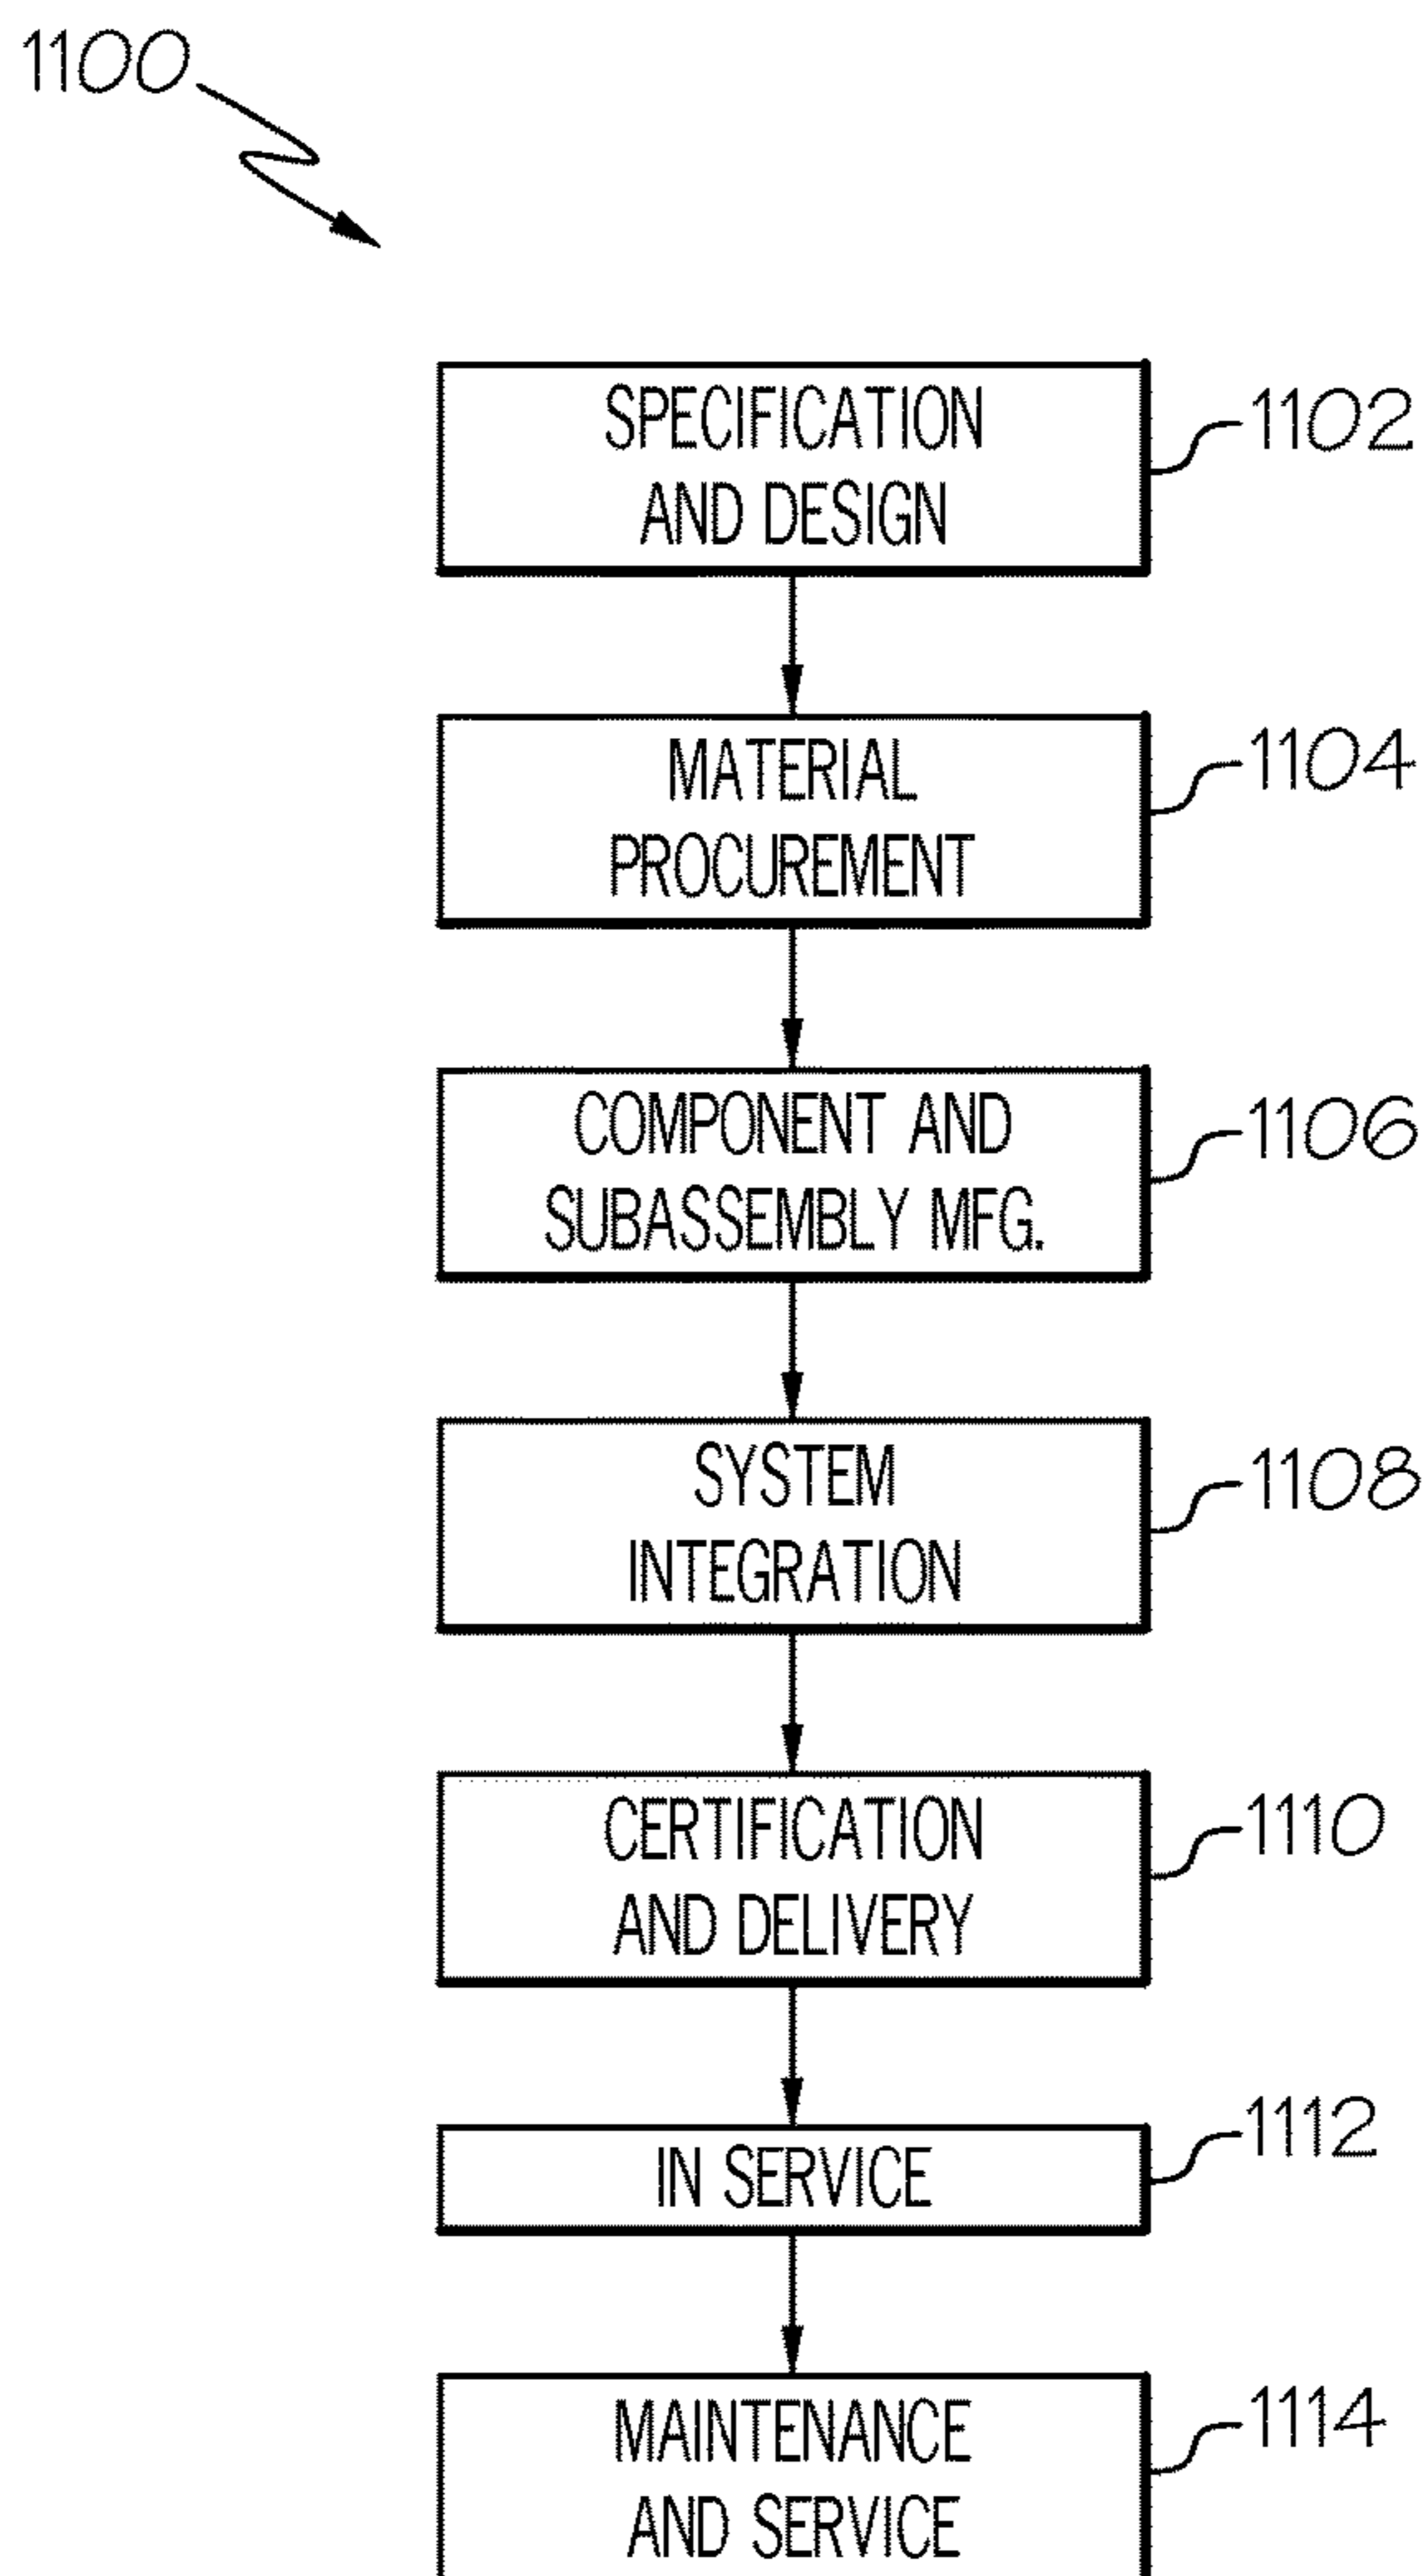 1100
SPECIFICATION
AND DESIGN
1102
MATERIAL
PROCUREMENT
1104
COMPONENT AND
SUBASSEMBLY MFG.
1106
SYSTEM
INTEGRATION
1108
CERTIFICATION
AND DELIVERY
1110
IN SERVICE
1112
MAINTENANCE
AND SERVICE
1114